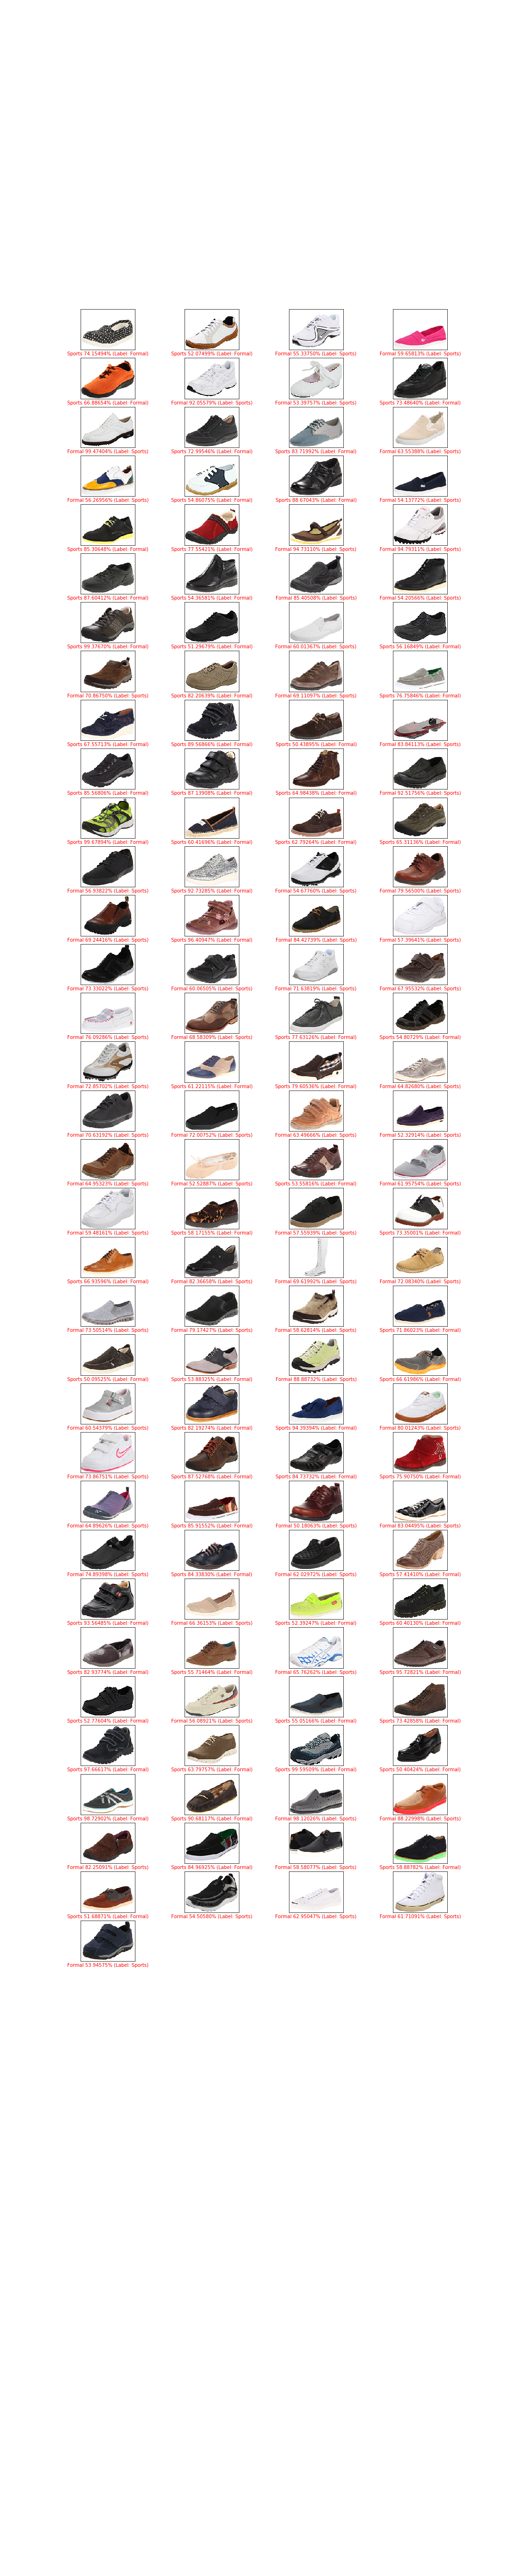 Sports 74.15494% (Label: Formal)
Sports 52.07499% (Label: Formal)
Formal 55.33750% (Label: Sports)
Formal 59.65813% (Label: Sports)
Sports 66.88654% (Label: Formal)
Formal 92.05579% (Label: Sports)
Formal 53.39757% (Label: Sports)
Sports 73.48640% (Label: Formal)
Formal 99.47404% (Label: Sports)
Sports 72.99546% (Label: Formal)
Sports 83.71992% (Label: Formal)
Formal 63.55388% (Label: Sports)
Formal 56.26956% (Label: Sports)
Sports 54.86075% (Label: Formal)
Sports 88.67043% (Label: Formal)
Formal 54.13772% (Label: Sports)
Sports 85.30648% (Label: Formal)
Sports 77.55421% (Label: Formal)
Formal 94.73110% (Label: Sports)
Formal 94.79311% (Label: Sports)
Sports 87.60412% (Label: Formal)
Sports 54.36581% (Label: Formal)
Formal 85.40508% (Label: Sports)
Formal 54.20566% (Label: Sports)
Sports 99.37670% (Label: Formal)
Sports 51.29679% (Label: Formal)
Formal 60.01367% (Label: Sports)
Sports 56.16849% (Label: Formal)
Formal 70.86750% (Label: Sports)
Sports 82.20639% (Label: Formal)
Sports 69.11097% (Label: Formal)
Sports 76.75846% (Label: Formal)
Sports 67.55713% (Label: Formal)
Sports 89.56866% (Label: Formal)
Sports 50.43895% (Label: Formal)
Formal 83.84113% (Label: Sports)
Sports 85.56806% (Label: Formal)
Sports 87.13908% (Label: Formal)
Sports 64.98438% (Label: Formal)
Formal 92.51756% (Label: Sports)
Sports 99.67894% (Label: Formal)
Sports 60.41696% (Label: Formal)
Sports 62.79264% (Label: Formal)
Sports 65.31136% (Label: Formal)
Formal 56.93822% (Label: Sports)
Sports 92.73285% (Label: Formal)
Formal 54.67760% (Label: Sports)
Formal 79.56500% (Label: Sports)
Formal 69.24416% (Label: Sports)
Sports 96.40947% (Label: Formal)
Formal 84.42739% (Label: Sports)
Formal 57.39641% (Label: Sports)
Formal 73.33022% (Label: Sports)
Formal 60.06505% (Label: Sports)
Formal 71.63819% (Label: Sports)
Formal 67.95532% (Label: Sports)
Formal 76.09286% (Label: Sports)
Sports 68.58309% (Label: Formal)
Sports 77.63126% (Label: Formal)
Sports 54.80729% (Label: Formal)
Formal 72.85702% (Label: Sports)
Sports 61.22115% (Label: Formal)
Sports 79.60536% (Label: Formal)
Formal 64.82680% (Label: Sports)
Formal 70.63192% (Label: Sports)
Formal 72.00752% (Label: Sports)
Formal 63.49666% (Label: Sports)
Formal 52.32914% (Label: Sports)
Formal 64.95323% (Label: Sports)
Formal 52.52887% (Label: Sports)
Sports 53.55816% (Label: Formal)
Formal 61.95754% (Label: Sports)
Formal 59.48161% (Label: Sports)
Sports 58.17155% (Label: Formal)
Formal 57.55939% (Label: Sports)
Sports 73.35001% (Label: Formal)
Sports 66.93596% (Label: Formal)
Formal 82.36658% (Label: Sports)
Formal 69.61992% (Label: Sports)
Formal 72.08340% (Label: Sports)
Formal 73.50514% (Label: Sports)
Formal 79.17427% (Label: Sports)
Formal 58.62814% (Label: Sports)
Sports 71.86023% (Label: Formal)
Sports 50.09525% (Label: Formal)
Sports 53.88325% (Label: Formal)
Formal 88.88732% (Label: Sports)
Sports 66.61986% (Label: Formal)
Formal 60.54379% (Label: Sports)
Sports 82.19274% (Label: Formal)
Sports 94.39394% (Label: Formal)
Formal 80.01243% (Label: Sports)
Formal 73.86751% (Label: Sports)
Sports 87.52768% (Label: Formal)
Sports 84.73732% (Label: Formal)
Sports 75.90750% (Label: Formal)
Formal 64.89626% (Label: Sports)
Sports 85.91552% (Label: Formal)
Formal 50.18063% (Label: Sports)
Formal 83.04495% (Label: Sports)
Formal 74.89398% (Label: Sports)
Sports 84.33830% (Label: Formal)
Formal 62.02972% (Label: Sports)
Sports 57.41410% (Label: Formal)
Sports 93.56485% (Label: Formal)
Formal 66.36153% (Label: Sports)
Sports 52.39247% (Label: Formal)
Formal 60.40130% (Label: Sports)
Sports 82.93774% (Label: Formal)
Sports 55.71464% (Label: Formal)
Formal 65.76202% (Label: Sports)
Sports 95.72821% (Label: Formal)
Sports 52.77604% (Label: Formal)
Formal 56.08921% (Label: Sports)
Sports 55.05166% (Label: Formal)
Sports 73.42858% (Label: Formal)
Sports 97.66617% (Label: Formal)
Sports 63.79757% (Label: Formal)
Sports 99.59509% (Label: Formal)
Sports 50.40424% (Label: Formal)
Sports 98.72902% (Label: Formal)
Sports 90.68117% (Label: Formal)
Formal 98.12026% (Label: Sports)
Formal 88.22998% (Label: Sports)
Formal 82.25091% (Label: Sports)
Sports 84.96925% (Label: Formal)
Formal 58.58077% (Label: Sports)
Sports 58.88782% (Label: Formal)
Sports 51.68871% (Label: Formal)
Formal 54.50580% (Label: Sports)
Formal 62.95047% (Label: Sports)
Formal 61.71091% (Label: Sports)
Formal 53.94575% (Label: Sports)